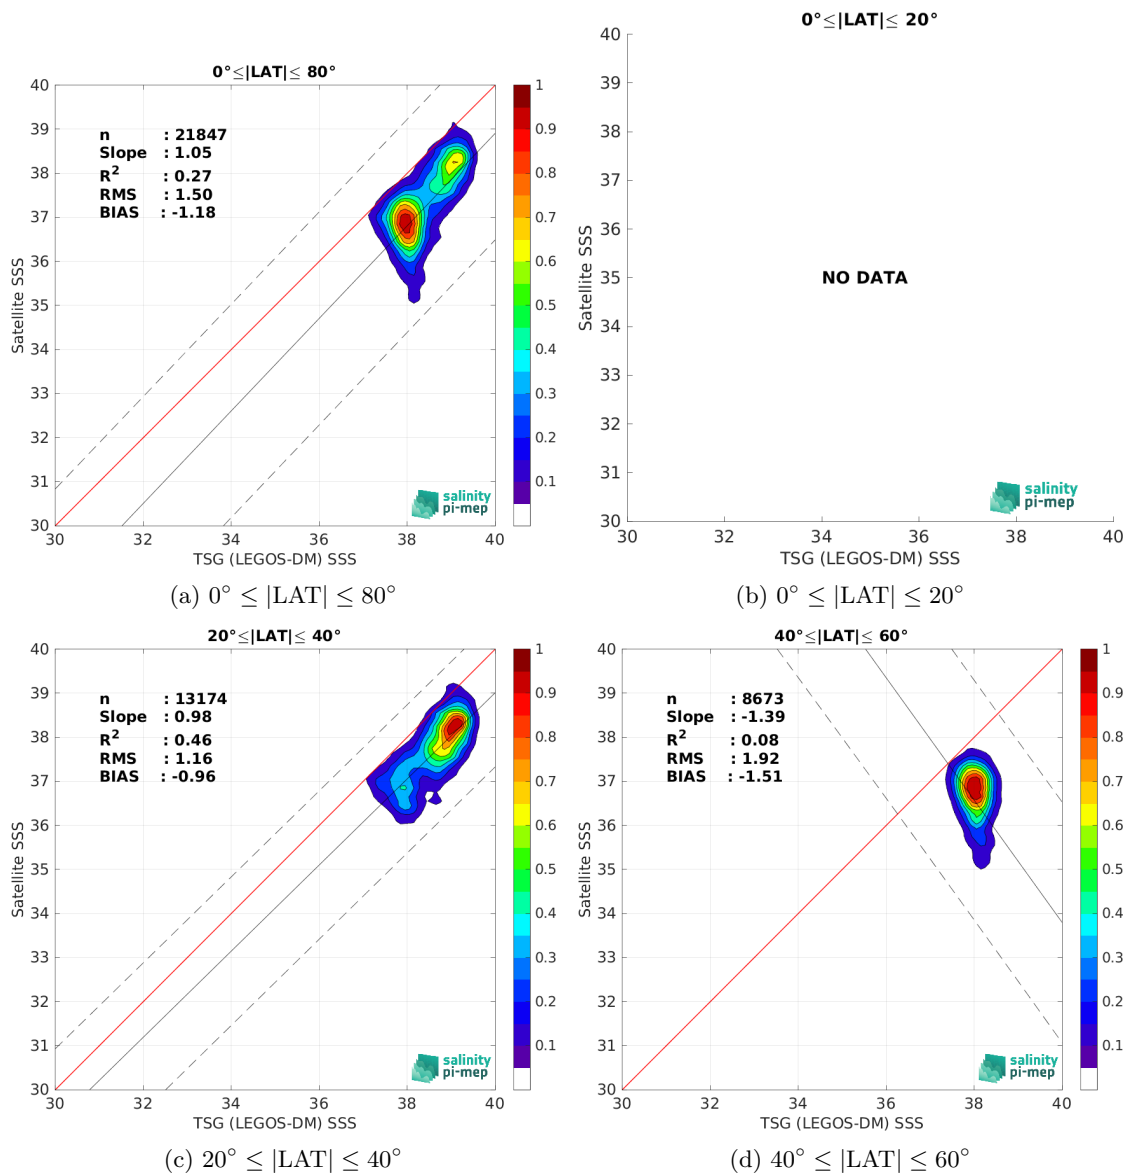 0°≤|LAT|≤ 80°
40
39
38
37
36
35
34
33
32
31
30
Satellite SSS
n : 21847
Slope : 1.05
R² : 0.27
RMS : 1.50
BIAS : -1.18
1
0.9
0.8
0.7
0.6
0.5
0.4
0.3
0.2
0.1
salinity
pi-mep
30 32 34 36 38 40
TSG (LEGOS-DM) SSS
(a) 0° ≤ |LAT| ≤ 80°
0°≤|LAT|≤ 20°
40
39
38
37
36
35
34
33
32
31
30
Satellite SSS
NO DATA
salinity
pi-mep
30 32 34 36 38 40
TSG (LEGOS-DM) SSS
(b) 0° ≤ |LAT| ≤ 20°
20°≤|LAT|≤ 40°
40
39
38
37
36
35
34
33
32
31
30
Satellite SSS
n : 13174
Slope : 0.98
R² : 0.46
RMS : 1.16
BIAS : -0.96
1
0.9
0.8
0.7
0.6
0.5
0.4
0.3
0.2
0.1
salinity
pi-mep
30 32 34 36 38 40
TSG (LEGOS-DM) SSS
(c) 20° ≤ |LAT| ≤ 40°
40°≤|LAT|≤ 60°
40
39
38
37
36
35
34
33
32
31
30
Satellite SSS
n : 8673
Slope : -1.39
R² : 0.08
RMS : 1.92
BIAS : -1.51
1
0.9
0.8
0.7
0.6
0.5
0.4
0.3
0.2
0.1
salinity
pi-mep
30 32 34 36 38 40
TSG (LEGOS-DM) SSS
(d) 40° ≤ |LAT| ≤ 60°